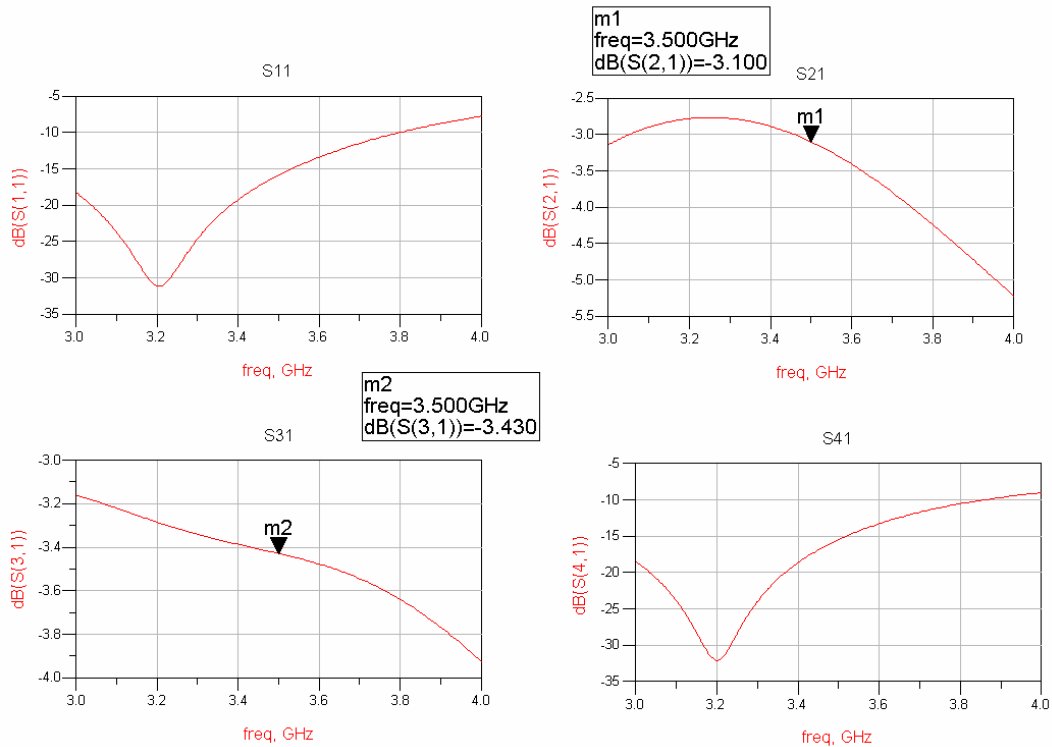 m1
freq=3.500GHz
dB(S(2,1))=-3.100
S11
-5
-10
-15
-20
-25
-30
-35
dB(S(1,1))
3.0 3.2 3.4 3.6 3.8 4.0
freq, GHz
S21
m1
-2.5
-3.0
-3.5
-4.0
-4.5
-5.0
-5.5
dB(S(2,1))
3.0 3.2 3.4 3.6 3.8 4.0
freq, GHz
m2
freq=3.500GHz
dB(S(3,1))=-3.430
S31
m2
-3.0
-3.2
-3.4
-3.6
-3.8
-4.0
dB(S(3,1))
3.0 3.2 3.4 3.6 3.8 4.0
freq, GHz
S41
-5
-10
-15
-20
-25
-30
-35
dB(S(4,1))
3.0 3.2 3.4 3.6 3.8 4.0
freq, GHz